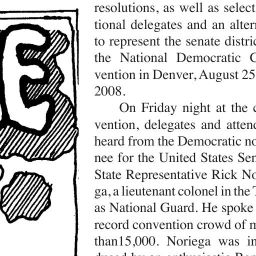 E
resolutions, as well as select
tional delegates and an alter
to represent the senate distric
the National Democratic C
vention in Denver, August 25
2008.
On Friday night at the c
vention, delegates and attend
heard from the Democratic no
nee for the United States Sen
State Representative Rick No
ga, a lieutenant colonel in the T
as National Guard. He spoke
record convention crowd of m
than15,000. Noriega was in